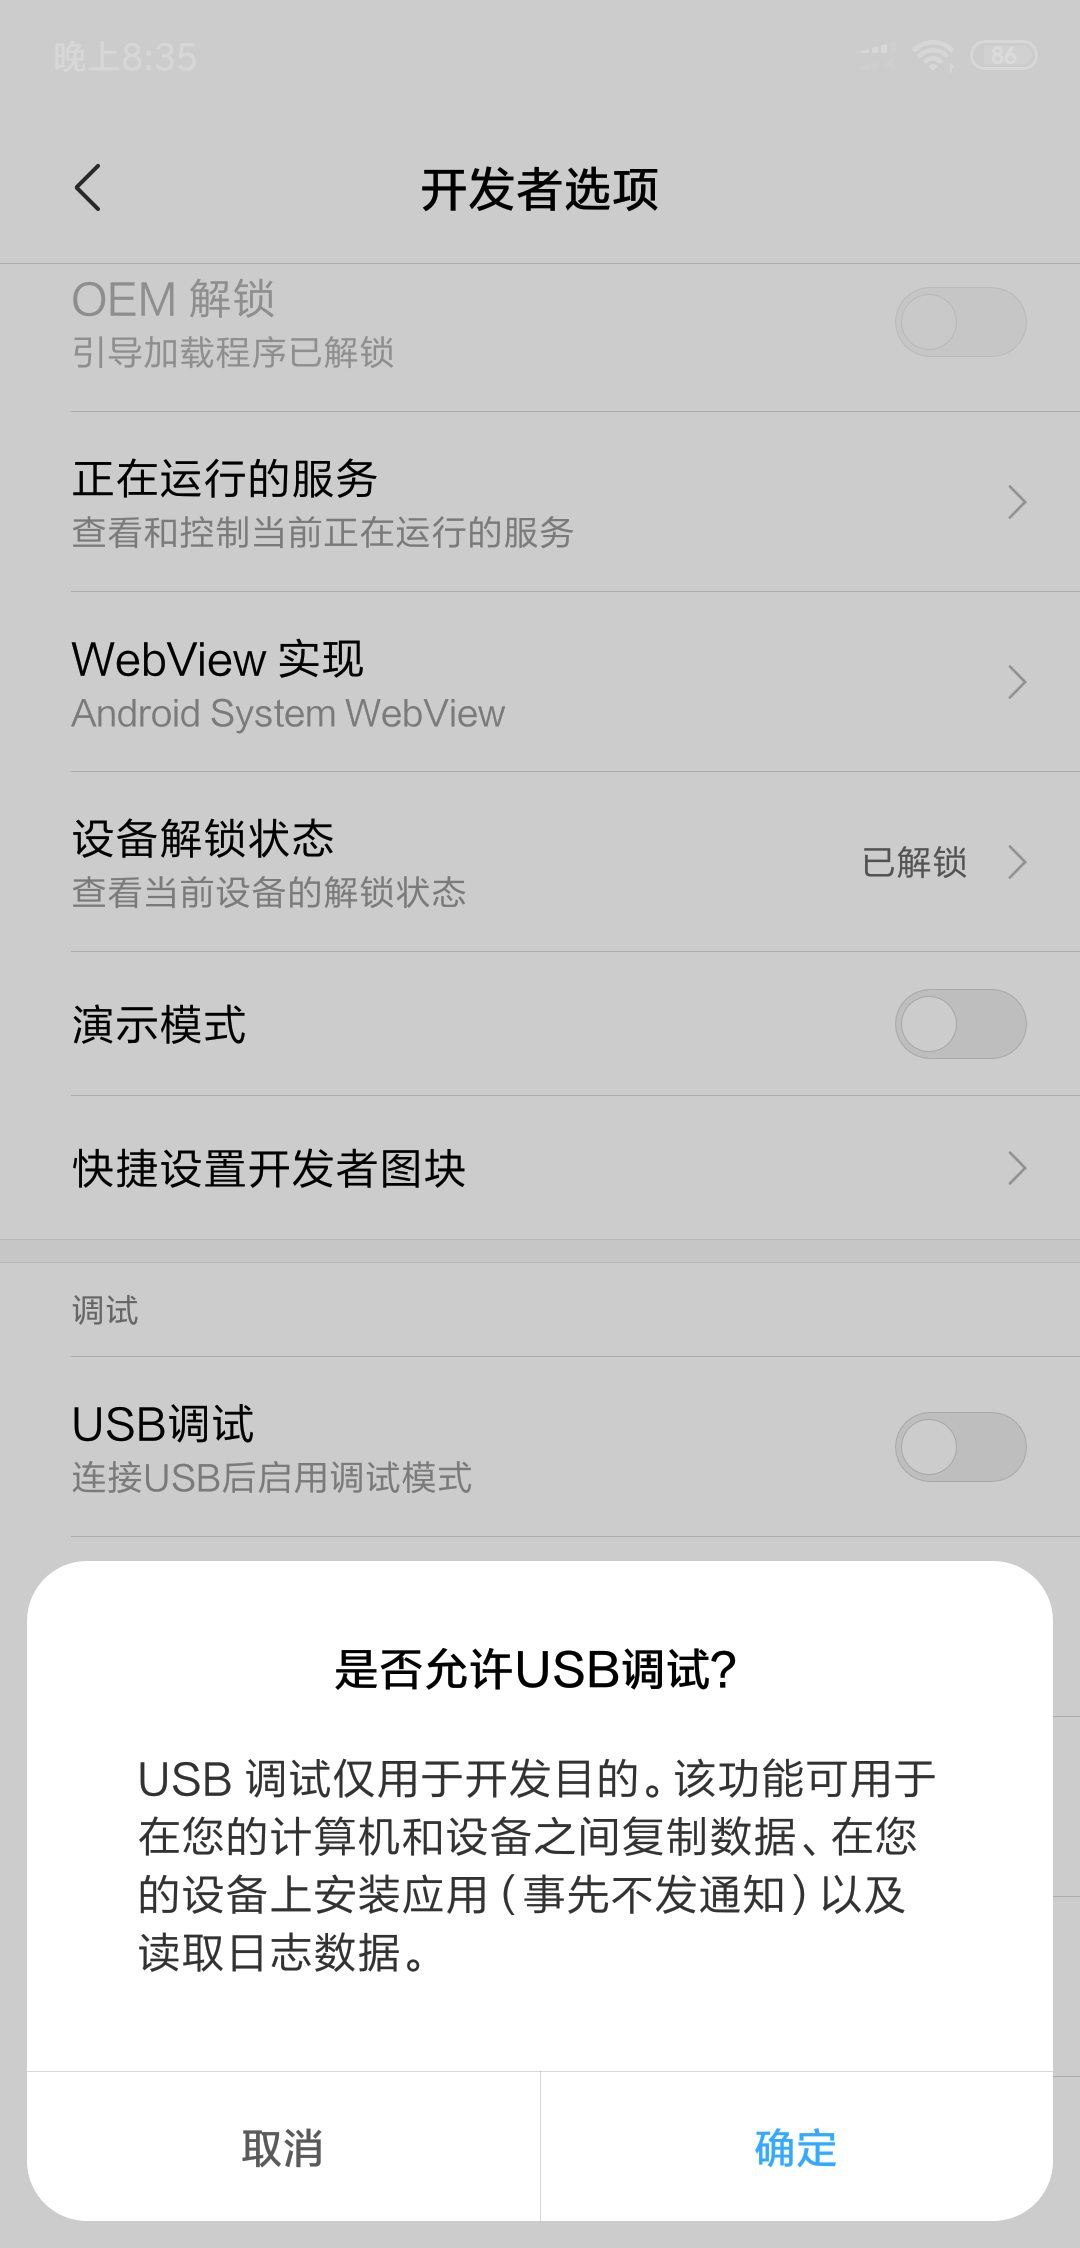 晚上8:35
86
开发者选项
OEM 解锁
引导加载程序已解锁
正在运行的服务
查看和控制当前正在运行的服务
WebView 实现
Android System WebView
设备解锁状态
已解锁
查看当前设备的解锁状态
演示模式
快捷设置开发者图块
调试
USB调试
连接USB后启用调试模式
是否允许USB调试?
USB 调试仅用于开发目的。该功能可用于
在您的计算机和设备之间复制数据、在您
的设备上安装应用（事先不发通知）以及
读取日志数据。
取消
确定